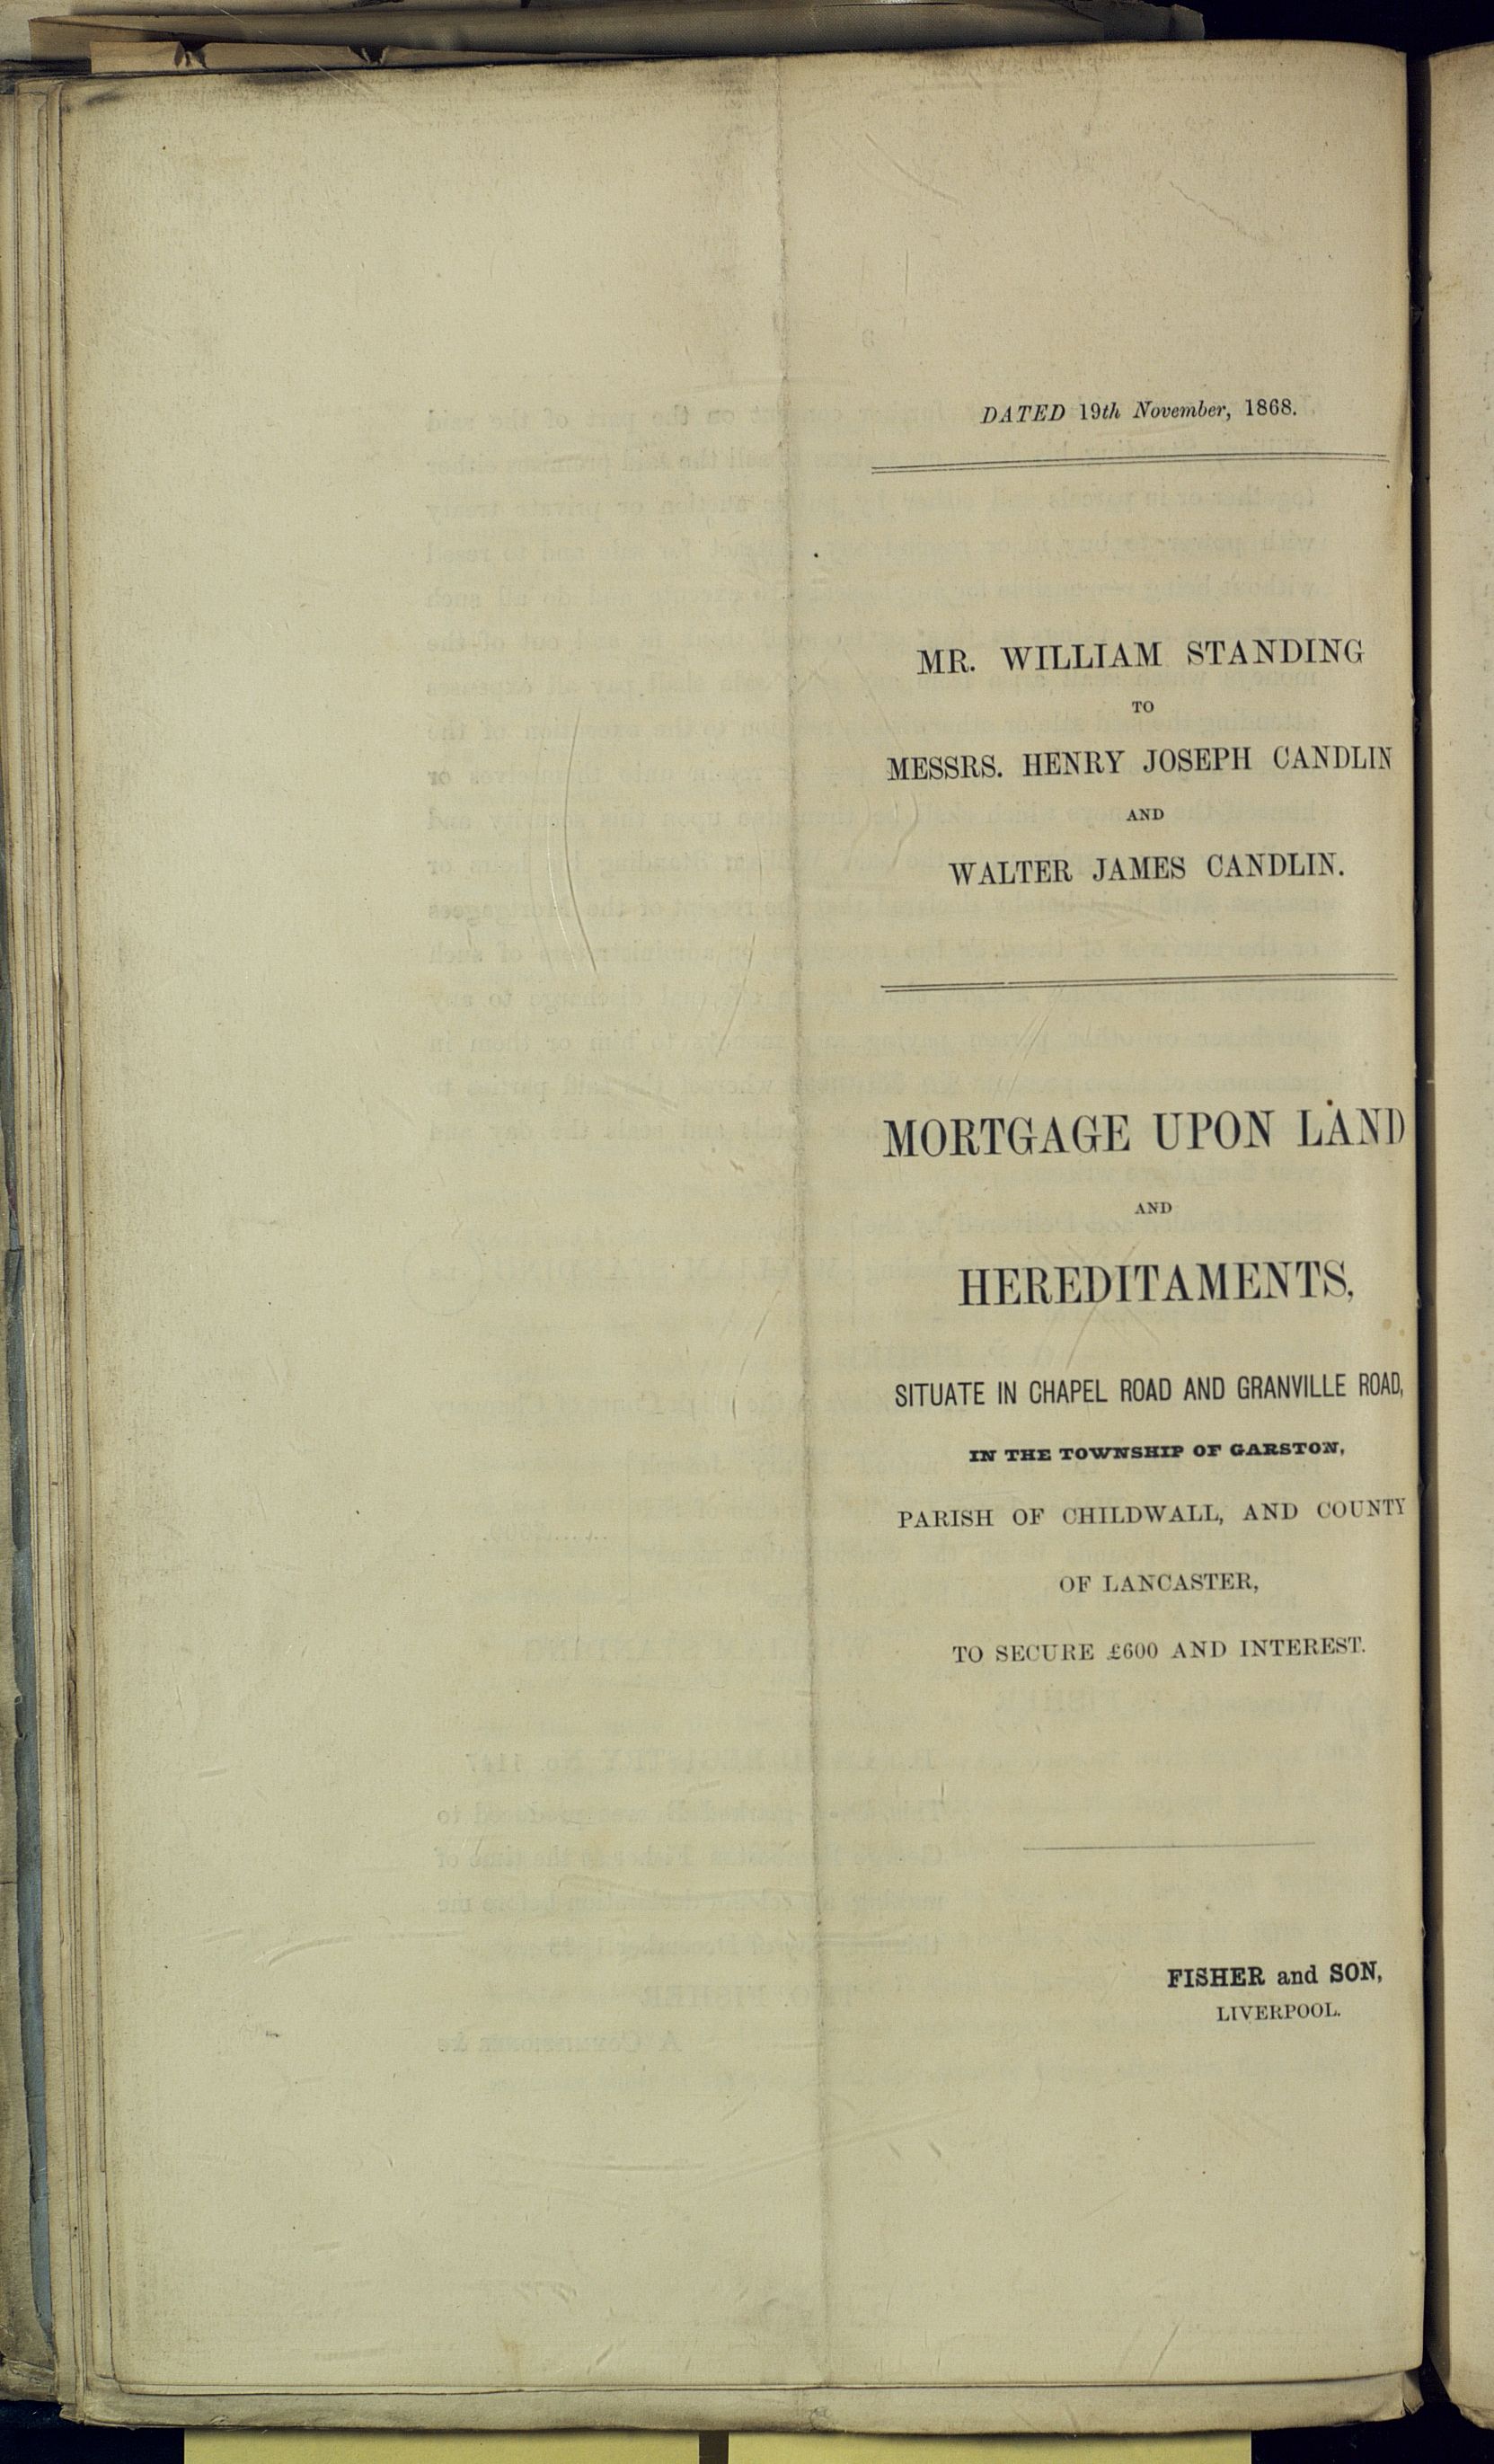 DATED 19th November, 1868.
MR. WILLIAM STANDING
TO
MESSRS. HENRY JOSEPH CANDLIN
AND
WALTER JAMES CANDLIN.
MORTGAGE UPON LAND
AND
HEREDITAMENTS,
SITUATE IN CHAPEL ROAD AND GRANVILLE ROAD,
IN THE TOWNSHIP OF GARSTON,
PARISH OF CHILDWALL, AND COUNTY
OF LANCASTER,
TO SECURE £600 AND INTEREST.
FISHER and SON,
LIVERPOOL.